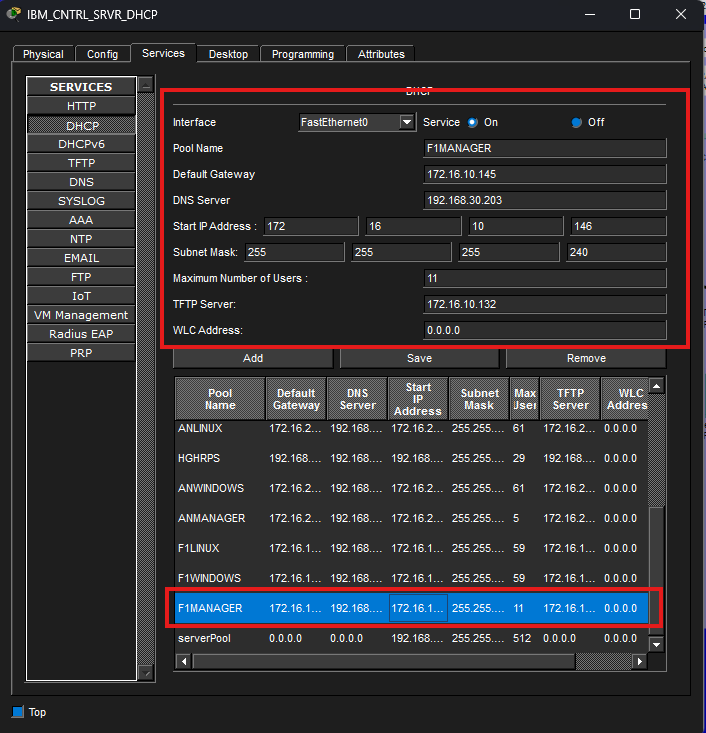 IBM_CNTRL_SRVR_DHCP
Physical Config Services Desktop Programming Attributes
SERVICES
HTTP
DHCP
DHCPv6
TFTP
DNS
SYSLOG
AAA
NTP
EMAIL
FTP
IoT
VM Management
Radius EAP
PRP
DHCP
Interface FastEthernet0 Service On Off
Pool Name F1MANAGER
Default Gateway 172.16.10.145
DNS Server 192.168.30.203
Start IP Address : 172 16 10 146
Subnet Mask: 255 255 255 240
Maximum Number of Users : 11
TFTP Server: 172.16.10.132
WLC Address: 0.0.0.0
Add Save Remove
Pool Name Default Gateway DNS Server Start IP Address Subnet Mask Max User TFTP Server WLC Addres
ANLINUX 172.16.2... 192.168.... 172.16.2... 255.255.... 61 172.16.2... 0.0.0.0
HGHRPS 192.168.... 192.168.... 192.168.... 255.255.... 29 192.168.... 0.0.0.0
ANWINDOWS 172.16.2... 192.168.... 172.16.2... 255.255.... 61 172.16.2... 0.0.0.0
ANMANAGER 172.16.2... 192.168.... 172.16.2... 255.255.... 5 172.16.2... 0.0.0.0
F1LINUX 172.16.1... 192.168.... 172.16.1... 255.255.... 59 172.16.1... 0.0.0.0
F1WINDOWS 172.16.1... 192.168.... 172.16.1... 255.255.... 59 172.16.1... 0.0.0.0
F1MANAGER 172.16.1... 192.168.... 172.16.1... 255.255.... 11 172.16.1... 0.0.0.0
serverPool 0.0.0.0 0.0.0.0 192.168.... 255.255.... 512 0.0.0.0 0.0.0.0
Top